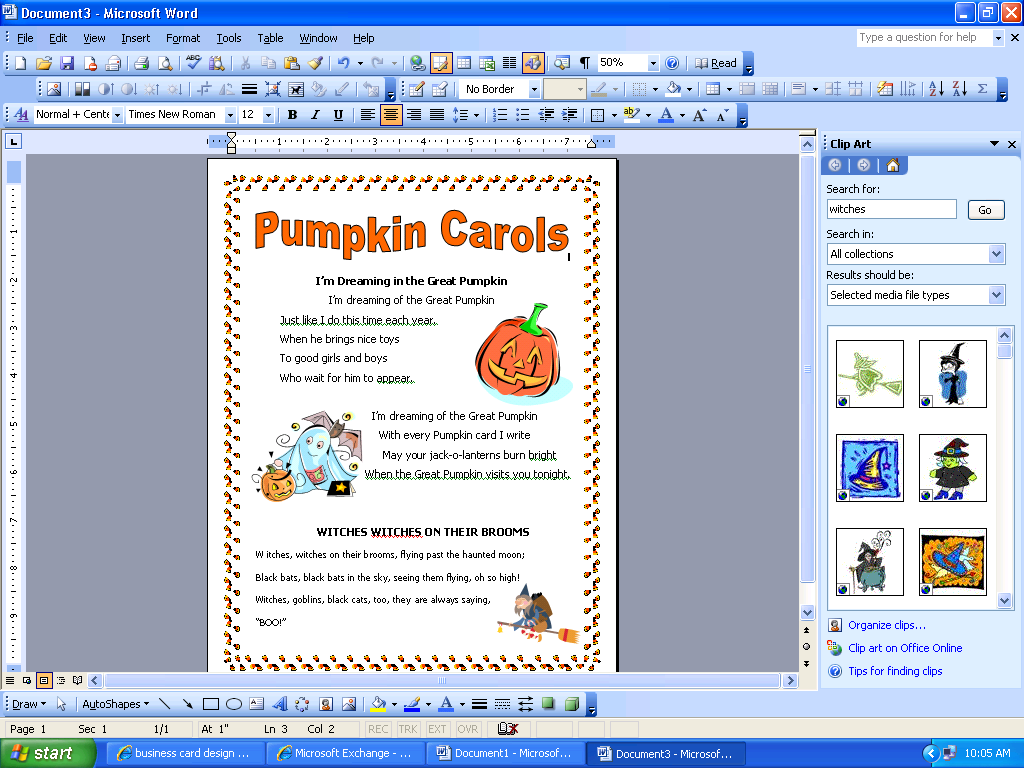 Document3 - Microsoft Word
File Edit View Insert Format Tools Table Window Help
Type a question for help
50%
Read
No Border
Normal + Cente
Times New Roman
12
B I U
1 2 3 4 5 6 7
Pumpkin Carols
I'm Dreaming in the Great Pumpkin
I'm dreaming of the Great Pumpkin
Just like I do this time each year.
When he brings nice toys
To good girls and boys
Who wait for him to appear.
I'm dreaming of the Great Pumpkin
With every Pumpkin card I write
May your jack-o-lanterns burn bright
When the Great Pumpkin visits you tonight.
WITCHES WITCHES ON THEIR BROOMS
W itches, witches on their brooms, flying past the haunted moon;
Black bats, black bats in the sky, seeing them flying, oh so high!
Witches, goblins, black cats, too, they are always saying,
"BOO!"
Clip Art
Search for:
witches
Go
Search in:
All collections
Results should be:
Selected media file types
Organize clips...
Clip art on Office Online
Tips for finding clips
Draw AutoShapes
Page 1 Sec 1 1/1 At 1" Ln 3 Col 2 REC TRK EXT OVR
start
business card design ...
Microsoft Exchange - ...
Document1 - Microsof...
Document3 - Microsof...
10:05 AM